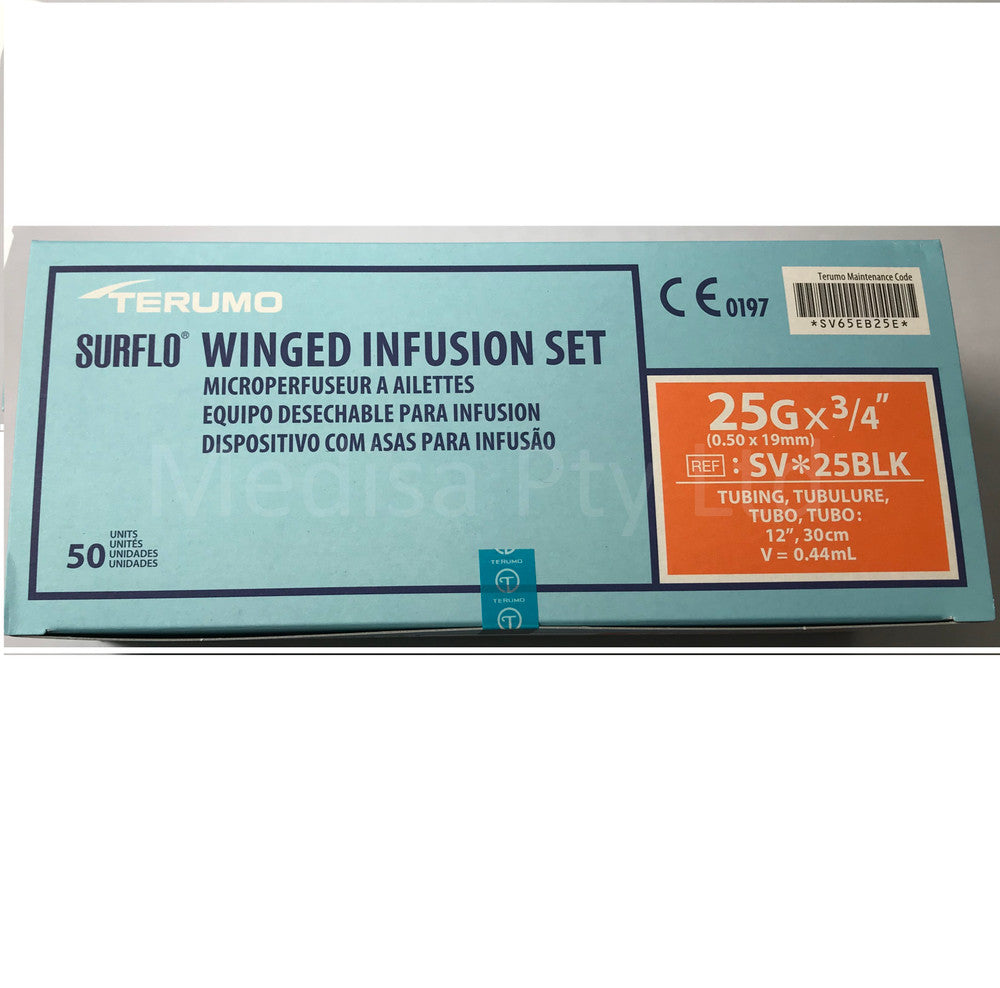 TERUMO
SURFLO® WINGED INFUSION SET
MICROPERFUSEUR A AILETTES
EQUIPO DESECHABLE PARA INFUSION
DISPOSITIVO COM ASAS PARA INFUSÃO
50 UNITS
UNITÉS
UNIDADES
UNIDADES
CE 0197
Terumo Maintenance Code
*SV65EB25E*
25G x 3/4"
(0.50 x 19mm)
REF : SV*25BLK
TUBING, TUBULURE,
TUBO, TUBO:
12", 30cm
V = 0.44mL
TERUMO
T
TERUMO
T
Medisa Pty Ltd